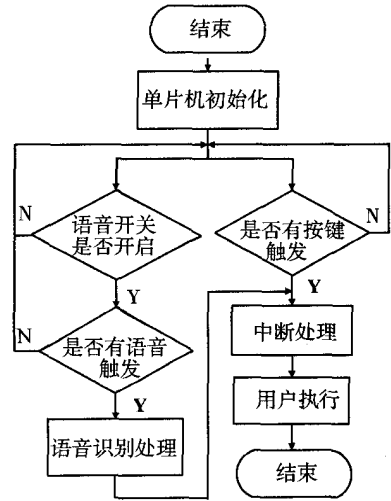 结束
单片机初始化
N
语音开关
是否开启
Y
N
是否有语音
触发
Y
语音识别处理
是否有按键
触发
N
Y
中断处理
用户执行
结束